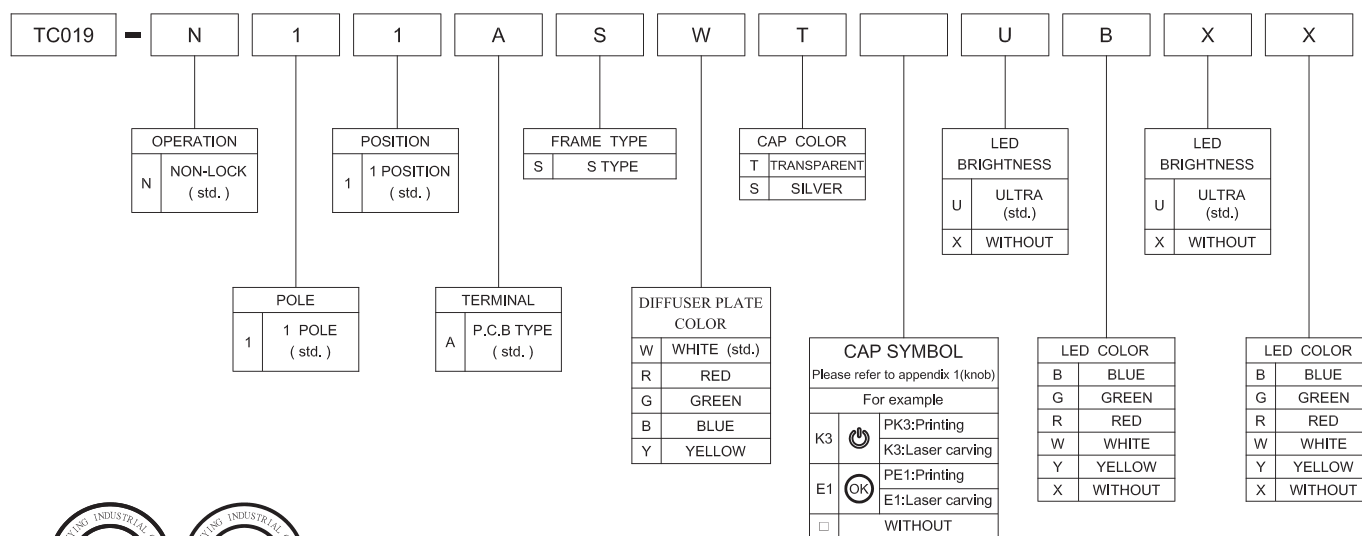 TC019 - N 1 1 A S W T U B X X
OPERATION
N NON-LOCK
( std. )
POSITION
1 1 POSITION
( std. )
FRAME TYPE
S S TYPE
CAP COLOR
T TRANSPARENT
S SILVER
LED
BRIGHTNESS
U ULTRA
(std.)
X WITHOUT
LED
BRIGHTNESS
U ULTRA
(std.)
X WITHOUT
POLE
1 1 POLE
( std. )
TERMINAL
A P.C.B TYPE
( std. )
DIFFUSER PLATE
COLOR
W WHITE (std.)
R RED
G GREEN
B BLUE
Y YELLOW
CAP SYMBOL
Please refer to appendix 1(knob)
For example
K3 PK3:Printing
K3:Laser carving
E1 OK PE1:Printing
E1:Laser carving
□ WITHOUT
LED COLOR
B BLUE
G GREEN
R RED
W WHITE
Y YELLOW
X WITHOUT
LED COLOR
B BLUE
G GREEN
R RED
W WHITE
Y YELLOW
X WITHOUT
INDUSTRIAL
INDUSTRIAL